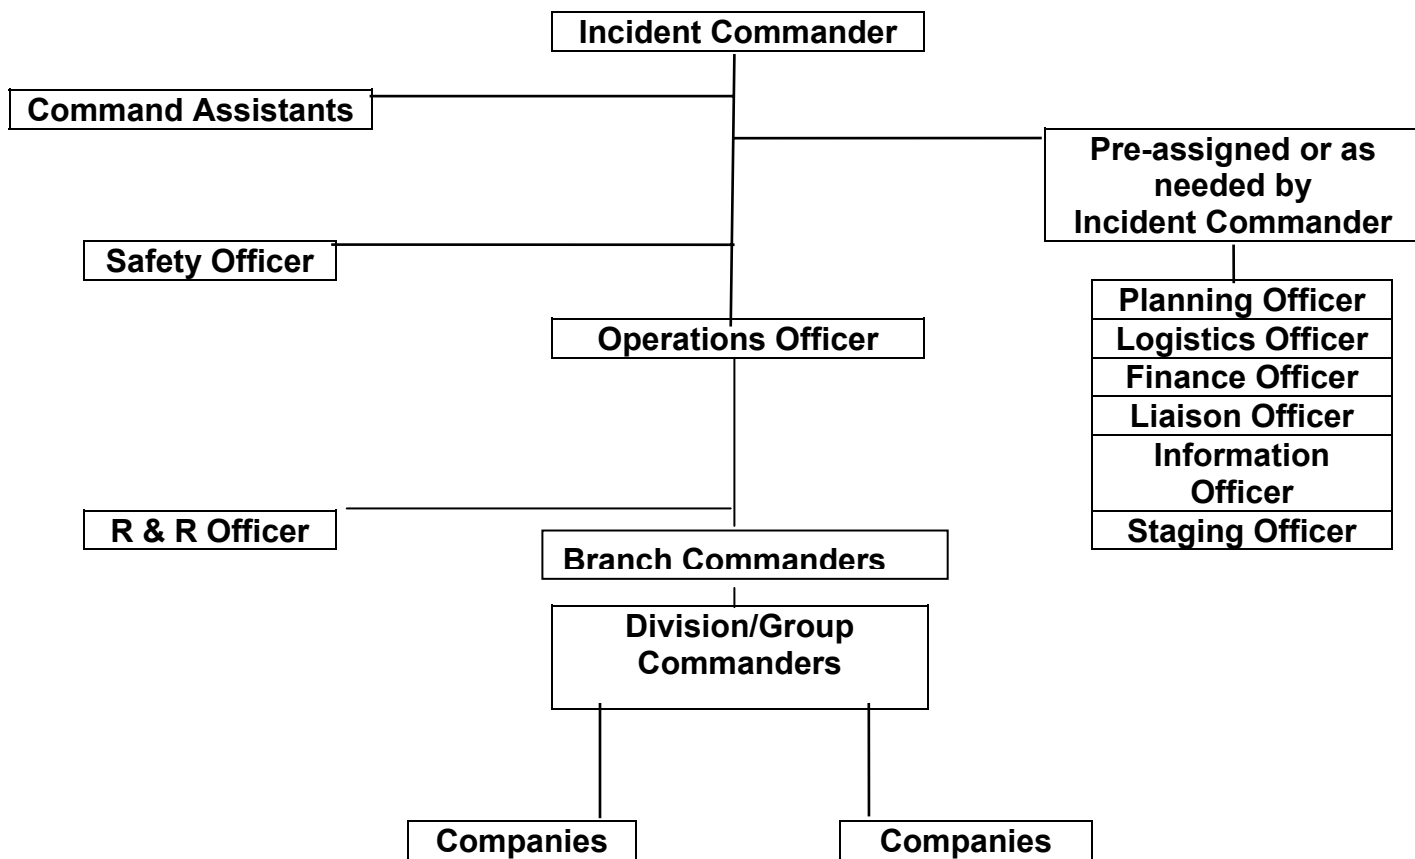 Incident Commander
Command Assistants
Pre-assigned or as
needed by
Incident Commander
Safety Officer
Planning Officer
Operations Officer
Logistics Officer
Finance Officer
Liaison Officer
Information
Officer
R & R Officer
Staging Officer
Branch Commanders
Division/Group
Commanders
Companies
Companies